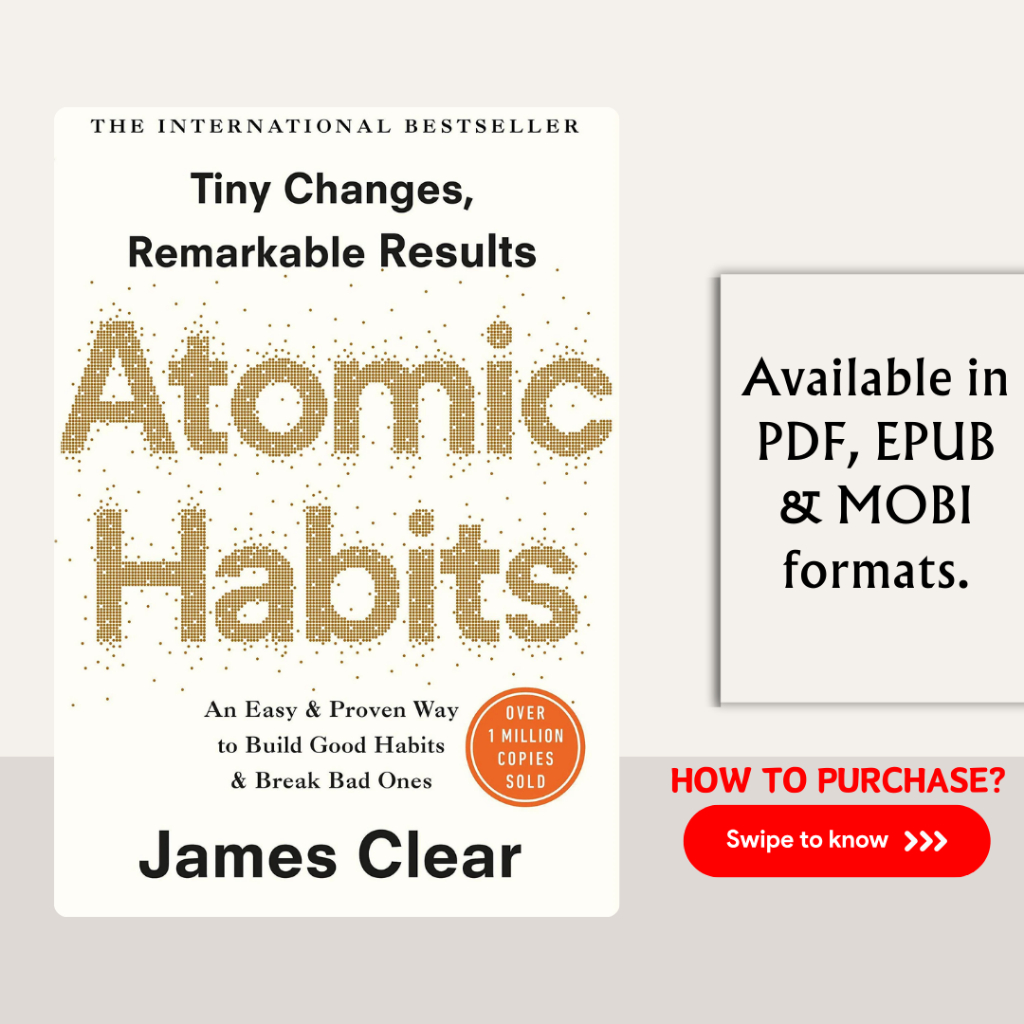 THE INTERNATIONAL BESTSELLER
Tiny Changes,
Remarkable Results
Atomic
Habits
An Easy & Proven Way
to Build Good Habits
& Break Bad Ones
OVER
1 MILLION
COPIES
SOLD
James Clear
Available in
PDF, EPUB
& MOBI
formats.
HOW TO PURCHASE?
Swipe to know